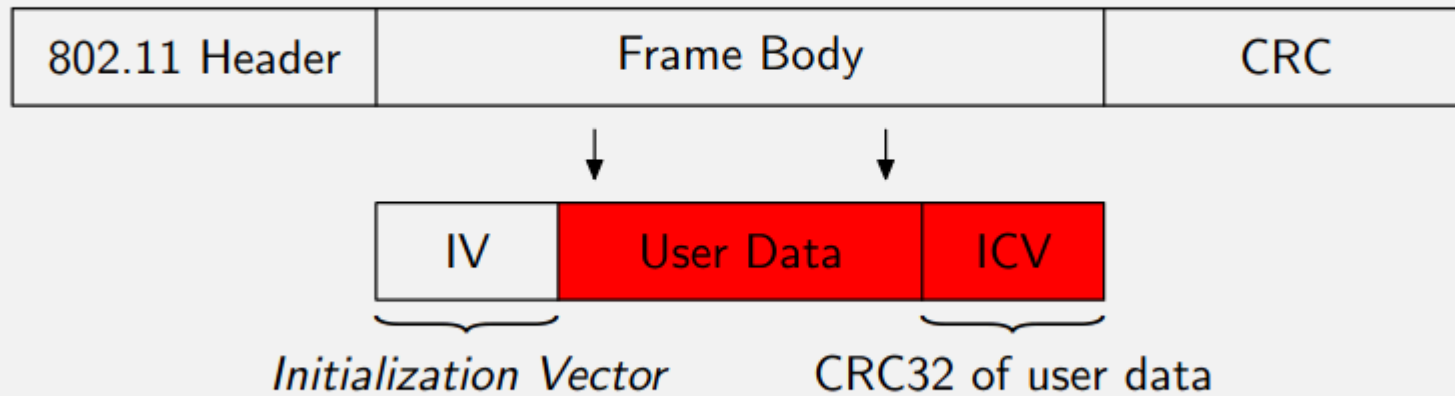 802.11 Header Frame Body CRC
IV User Data ICV
Initialization Vector CRC32 of user data